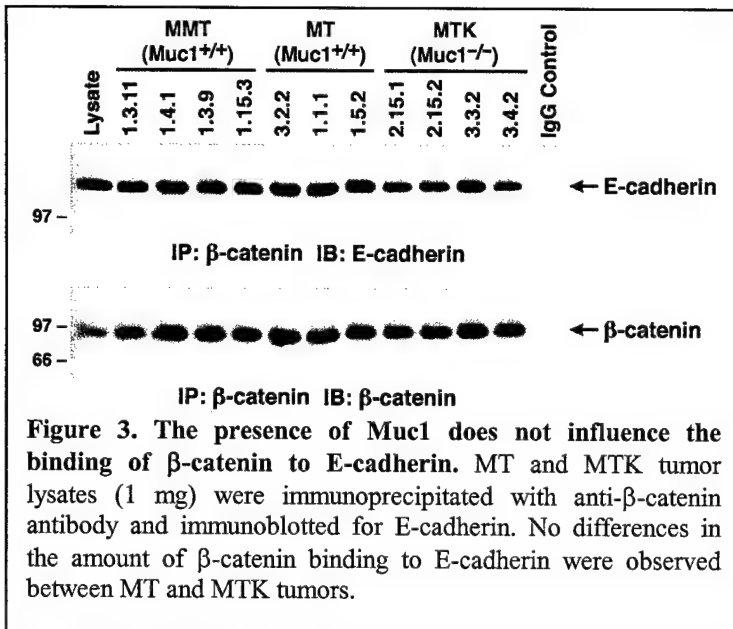 MMT MT MTK
(Muc1+/+) (Muc1+/+) (Muc1−/−)
Lysate 1.3.11 1.4.1 1.3.9 1.15.3 3.2.2 1.1.1 1.5.2 2.15.1 2.15.2 3.3.2 3.4.2 IgG Control
← E-cadherin
97 –
IP: β-catenin IB: E-cadherin
97 –
← β-catenin
66 –
IP: β-catenin IB: β-catenin
Figure 3. The presence of Muc1 does not influence the
binding of β-catenin to E-cadherin. MT and MTK tumor
lysates (1 mg) were immunoprecipitated with anti-β-catenin
antibody and immunoblotted for E-cadherin. No differences in
the amount of β-catenin binding to E-cadherin were observed
between MT and MTK tumors.